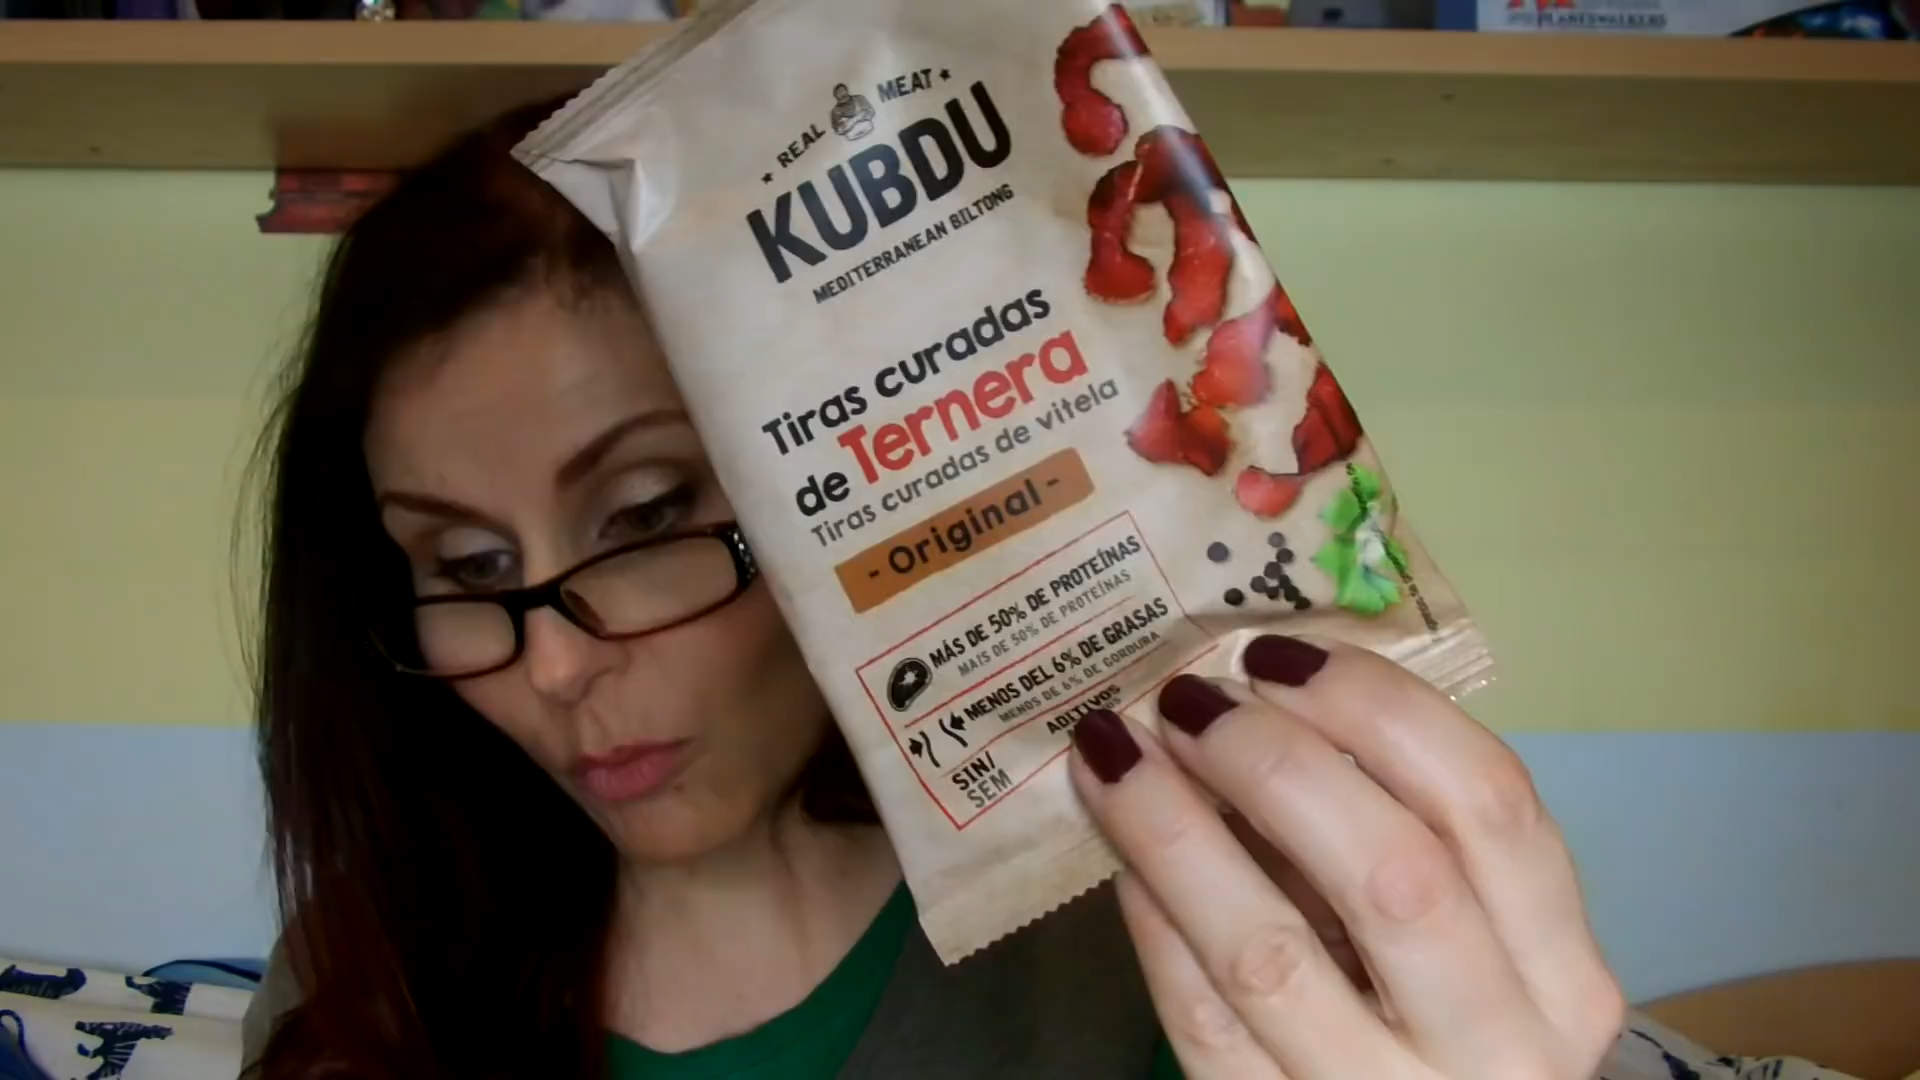 PLANESWALKERS
REAL MEAT
KUBDU
MEDITERRANEAN BILTONG
Tiras curadas
de Ternera
Tiras curadas de vitela
- Original -
MÁS DE 50% DE PROTEÍNAS
MAIS DE 50% DE PROTEÍNAS
MENOS DEL 6% DE GRASAS
MENOS DE 6% DE GORDURA
SIN/
SEM
ADITIVOS